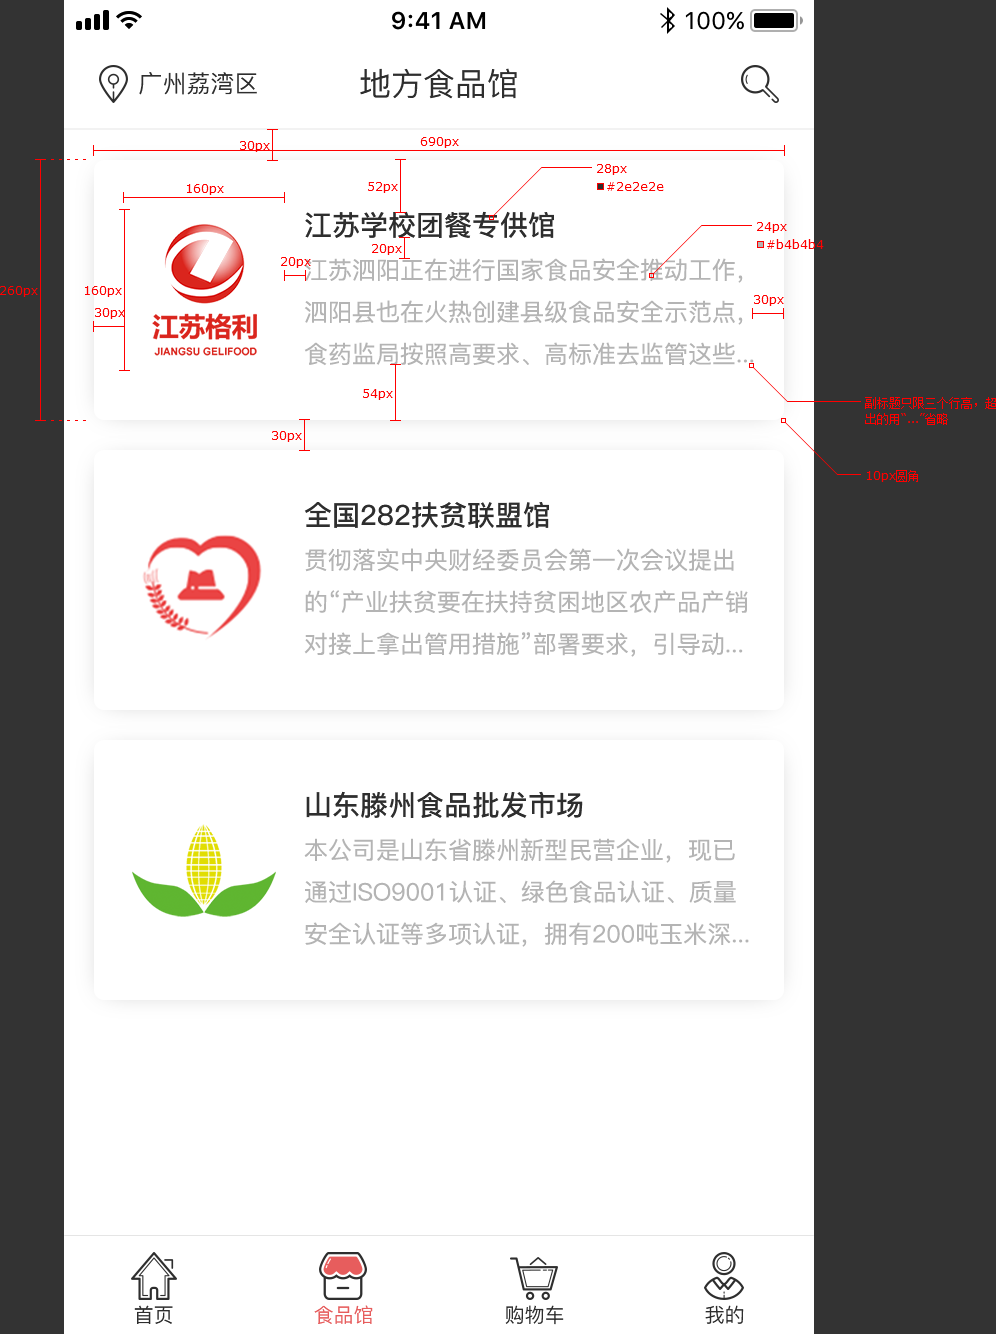 9:41 AM
100%
广州荔湾区
地方食品馆
690px
30px
160px
52px
28px
#2e2e2e
江苏学校团餐专供馆
24px
#b4b4b4
20px
20px
江苏泗阳正在进行国家食品安全推动工作,
260px
160px
30px
30px
泗阳县也在火热创建县级食品安全示范点,
江苏格利
JIANGSU GELIFOOD
食药监局按照高要求、高标准去监管这些...
54px
副标题只限三个行高，超
出的用"..."省略
30px
10px圆角
全国282扶贫联盟馆
贯彻落实中央财经委员会第一次会议提出
的“产业扶贫要在扶持贫困地区农产品产销
对接上拿出管用措施”部署要求，引导动...
山东滕州食品批发市场
本公司是山东省滕州新型民营企业，现已
通过ISO9001认证、绿色食品认证、质量
安全认证等多项认证，拥有200吨玉米深...
首页
食品馆
购物车
我的